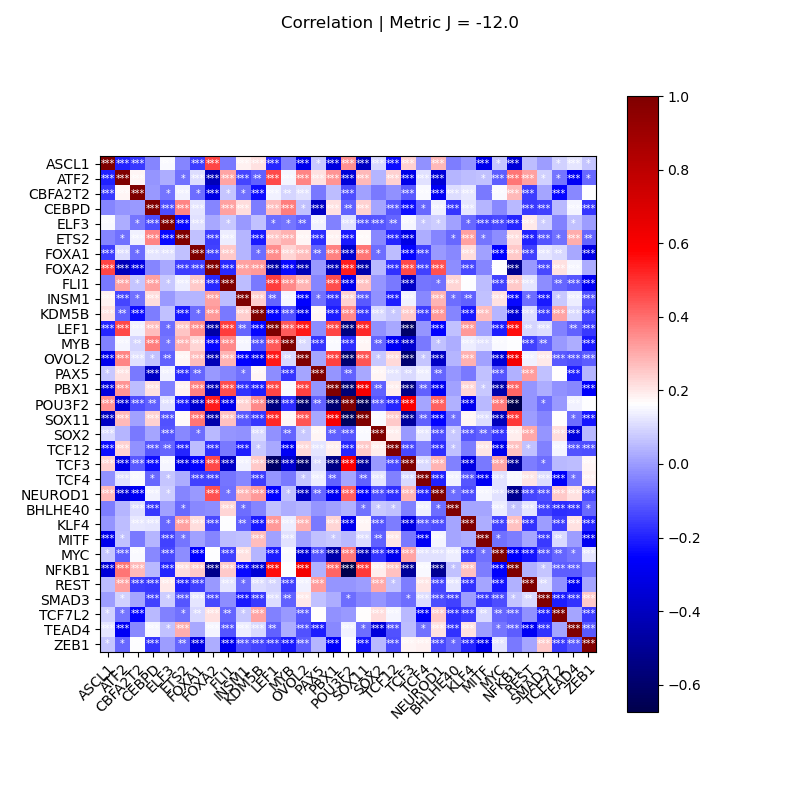 Correlation | Metric J = -12.0
ASCL1
ATF2
CBFA2T2
CEBPD
ELF3
ETS2
FOXA1
FOXA2
FLI1
INSM1
KDM5B
LEF1
MYB
OVOL2
PAX5
PBX1
POU3F2
SOX11
SOX2
TCF12
TCF3
TCF4
NEUROD1
BHLHE40
KLF4
MITF
MYC
NFKB1
REST
SMAD3
TCF7L2
TEAD4
ZEB1
ASCL1
ATF2
CBFA2T2
CEBPD
ELF3
ETS2
FOXA1
FOXA2
FLI1
INSM1
KDM5B
LEF1
MYB
OVOL2
PAX5
PBX1
POU3F2
SOX11
SOX2
TCF12
TCF3
TCF4
NEUROD1
BHLHE40
KLF4
MITF
MYC
NFKB1
REST
SMAD3
TCF7L2
TEAD4
ZEB1
1.0
0.8
0.6
0.4
0.2
0.0
−0.2
−0.4
−0.6